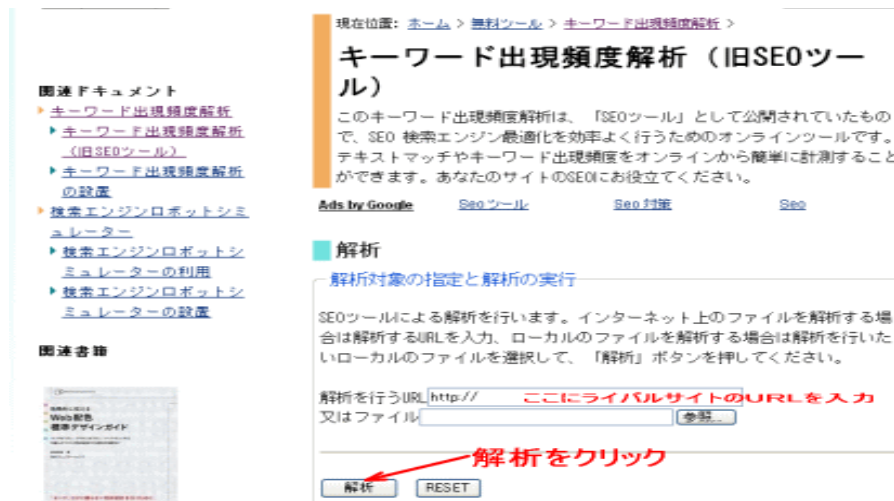 現在位置: ホーム > 無料ツール > キーワード出現頻度解析 >
キーワード出現頻度解析（旧SEOツー
ル）
このキーワード出現頻度解析は、「SEOツール」として公開されていたもの
で、SEO 検索エンジン最適化を効率よく行うためのオンラインツールです。
テキストマッチやキーワード出現頻度をオンラインから簡単に計測すること
ができます。あなたのサイトのSEOにお役立てください。
Ads by Google Seo ツール Seo 対策 Seo
解析
解析対象の指定と解析の実行
SEOツールによる解析を行います。インターネット上のファイルを解析する場
合は解析するURLを入力、ローカルのファイルを解析する場合は解析を行いた
いローカルのファイルを選択して、「解析」ボタンを押してください。
解析を行うURL http:// ここにライバルサイトのURLを入力
又はファイル 参照...
解析をクリック
解析 RESET
関連ドキュメント
キーワード出現頻度解析
キーワード出現頻度解析
（旧SEOツール）
キーワード出現頻度解析
の設置
検索エンジンロボットシミ
ュレーター
検索エンジンロボットシ
ミュレーターの利用
検索エンジンロボットシ
ミュレーターの設置
関連書籍
Web配色
標準デザインガイド